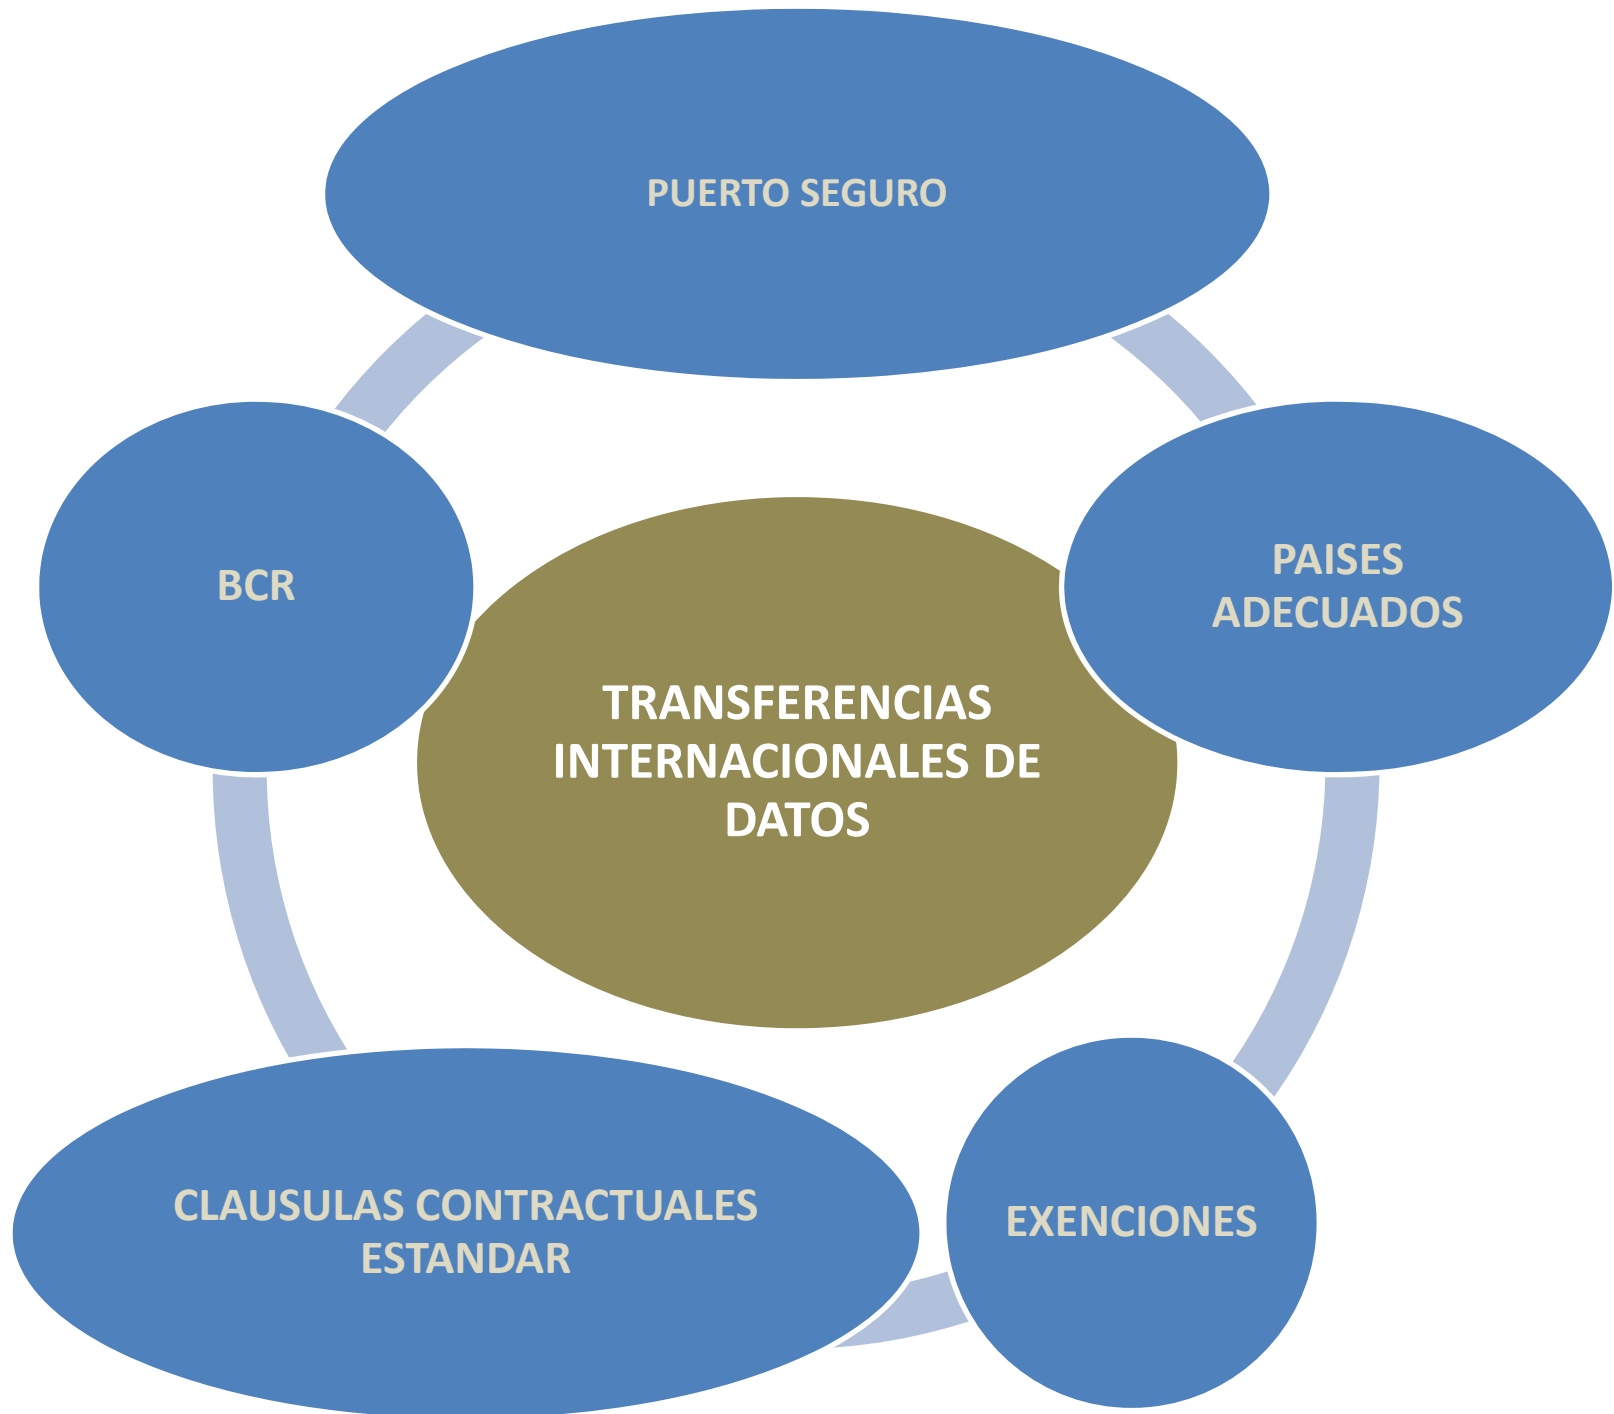 PUERTO SEGURO
BCR
PAISES
ADECUADOS
TRANSFERENCIAS
INTERNACIONALES DE
DATOS
CLAUSULAS CONTRACTUALES
ESTANDAR
EXENCIONES